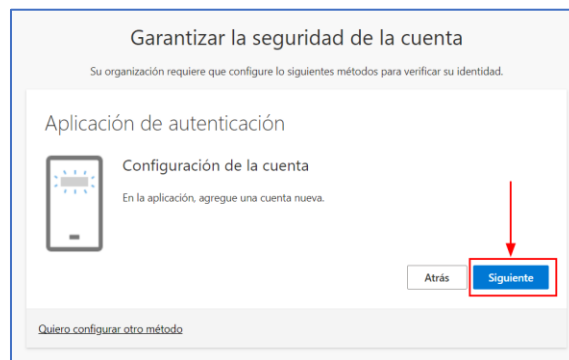 Garantizar la seguridad de la cuenta
Su organización requiere que configure lo siguientes métodos para verificar su identidad.
Aplicación de autenticación
Configuración de la cuenta
En la aplicación, agregue una cuenta nueva.
Atrás Siguiente
Quiero configurar otro método